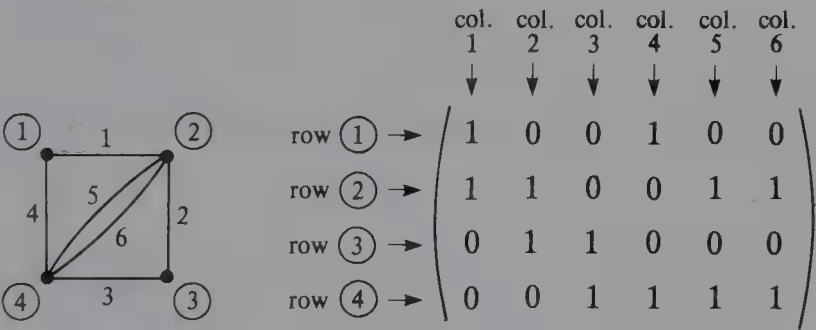 col. col. col. col. col. col.
1 2 3 4 5 6
① 1 ②
4 5 6 2
④ 3 ③
row ① → 1 0 0 1 0 0
row ② → 1 1 0 0 1 1
row ③ → 0 1 1 0 0 0
row ④ → 0 0 1 1 1 1